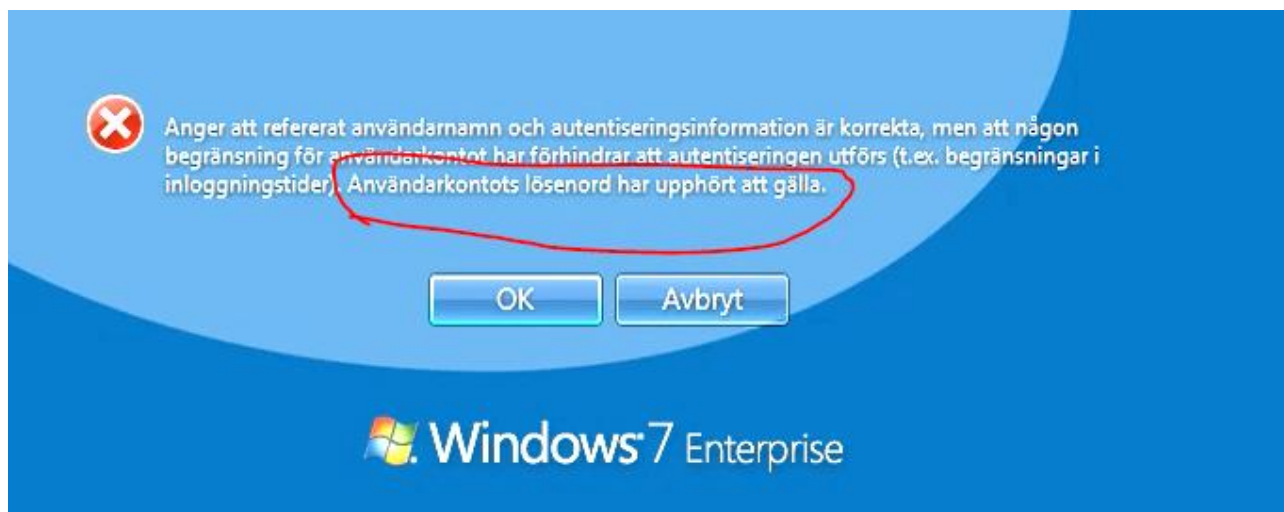 Anger att refererat användarnamn och autentiseringsinformation är korrekta, men att någon
begränsning för användarkontot har förhindrar att autentiseringen utförs (t.ex. begränsningar i
inloggningstider). Användarkontots lösenord har upphört att gälla.
OK
Avbryt
Windows 7 Enterprise